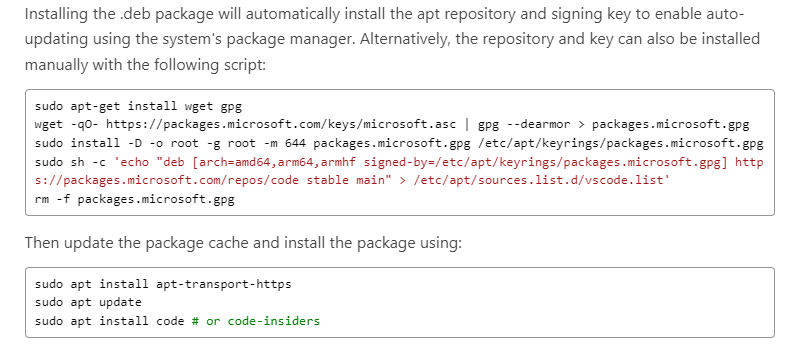 Installing the .deb package will automatically install the apt repository and signing key to enable auto-
updating using the system's package manager. Alternatively, the repository and key can also be installed
manually with the following script:
sudo apt-get install wget gpg
wget -qO- https://packages.microsoft.com/keys/microsoft.asc | gpg --dearmor > packages.microsoft.gpg
sudo install -D -o root -g root -m 644 packages.microsoft.gpg /etc/apt/keyrings/packages.microsoft.gpg
sudo sh -c 'echo "deb [arch=amd64,arm64,armhf signed-by=/etc/apt/keyrings/packages.microsoft.gpg] http
s://packages.microsoft.com/repos/code stable main" > /etc/apt/sources.list.d/vscode.list'
rm -f packages.microsoft.gpg
Then update the package cache and install the package using:
sudo apt install apt-transport-https
sudo apt update
sudo apt install code # or code-insiders